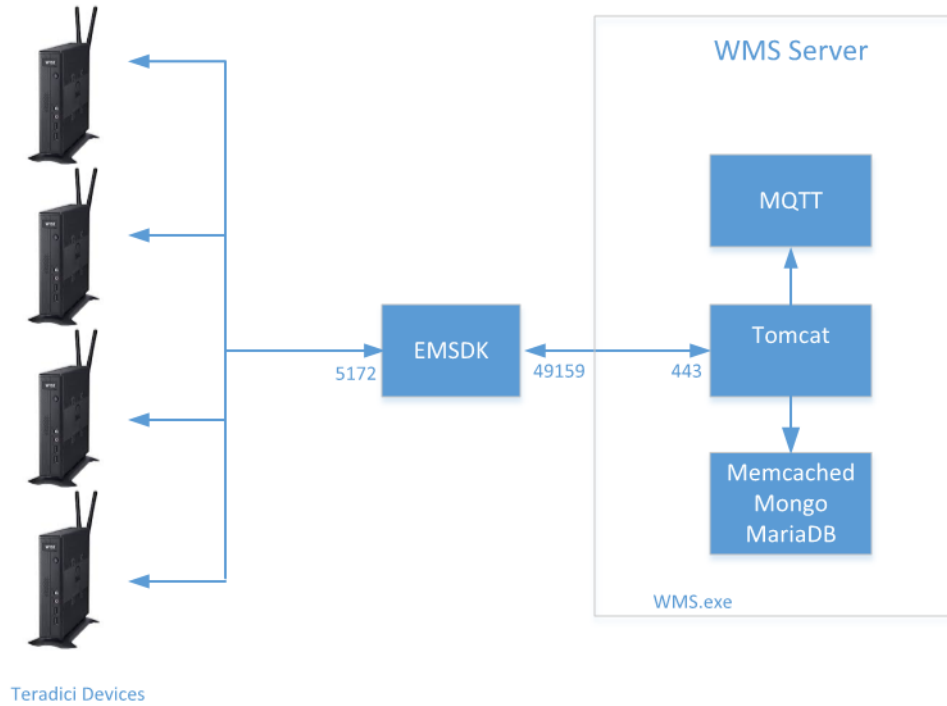 WMS Server
MQTT
Tomcat
EMSDK
5172
49159
443
Memcached
Mongo
MariaDB
WMS.exe
Teradici Devices